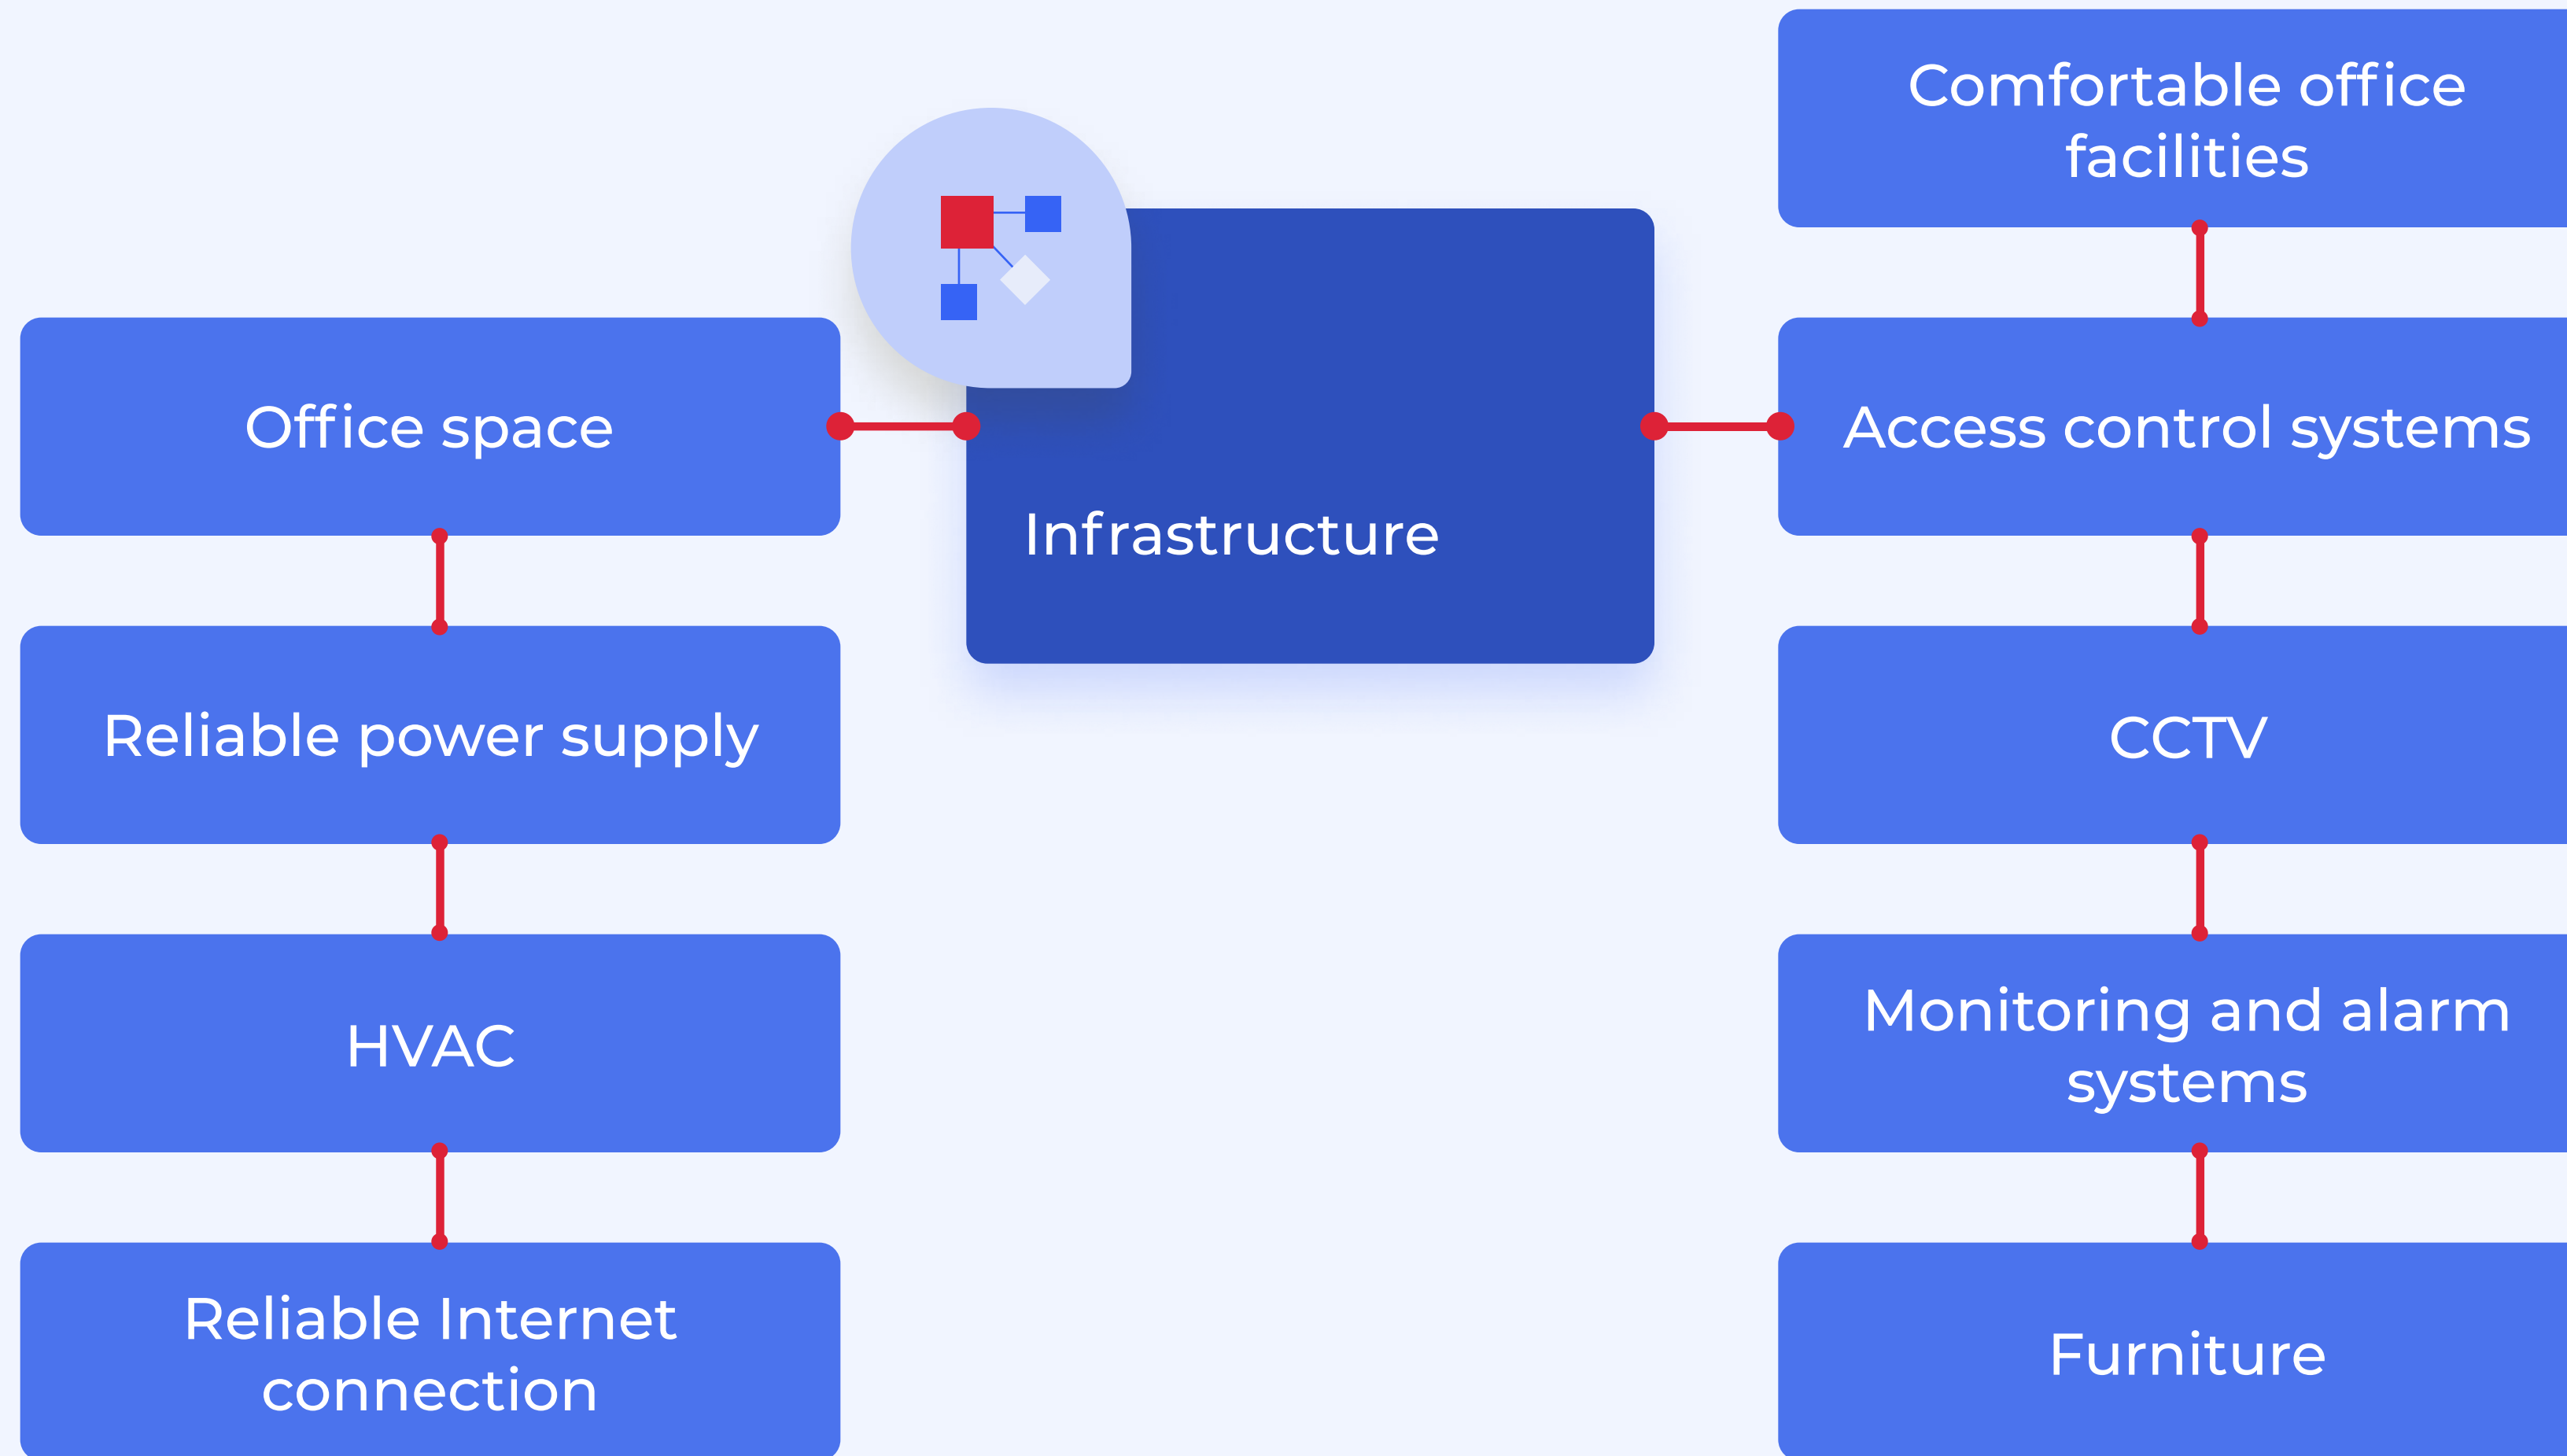 Office space
Reliable power supply
HVAC
Reliable Internet
connection
Infrastructure
Comfortable office
facilities
Access control systems
CCTV
Monitoring and alarm
systems
Furniture